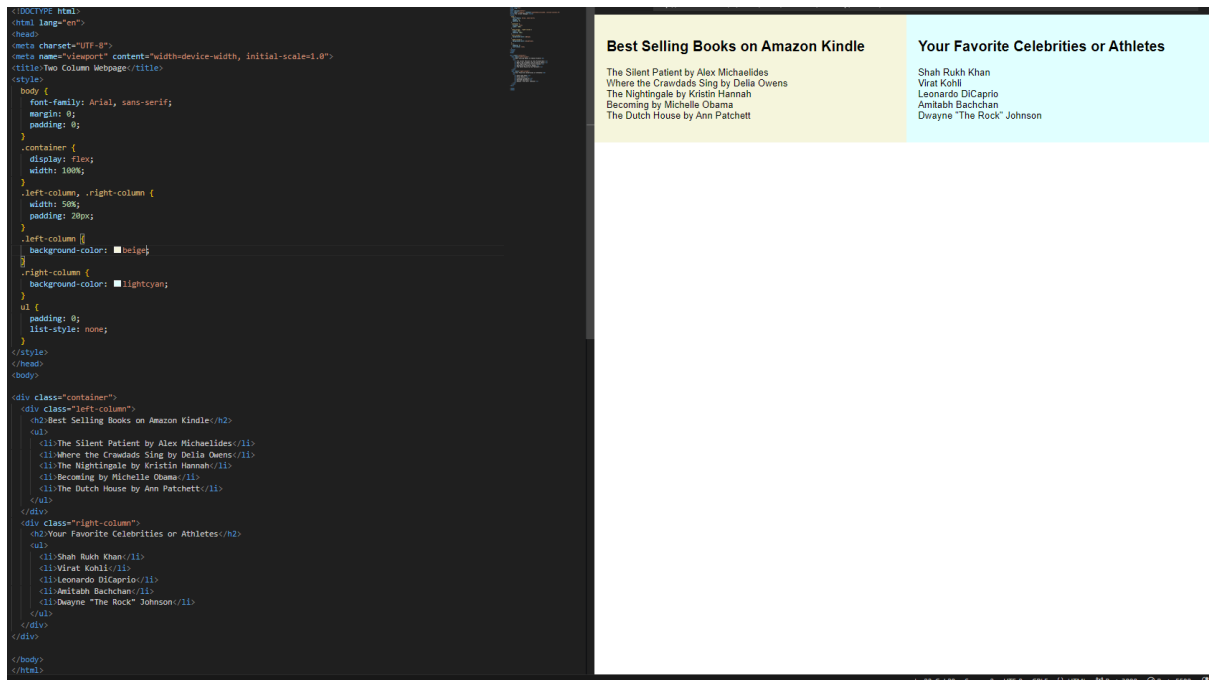 <!DOCTYPE html>
<html lang="en">
<head>
<meta charset="UTF-8">
<meta name="viewport" content="width=device-width, initial-scale=1.0">
<title>Two Column Webpage</title>
<style>
body {
font-family: Arial, sans-serif;
margin: 0;
padding: 0;
}
.container {
display: flex;
width: 100%;
}
.left-column, .right-column {
width: 50%;
padding: 20px;
}
.left-column {
background-color: beige;
}
.right-column {
background-color: lightcyan;
}
ul {
padding: 0;
list-style: none;
}
</style>
</head>
<body>
<div class="container">
<div class="left-column">
<h2>Best Selling Books on Amazon Kindle</h2>
<ul>
<li>The Silent Patient by Alex Michaelides</li>
<li>Where the Crawdads Sing by Delia Owens</li>
<li>The Nightingale by Kristin Hannah</li>
<li>Becoming by Michelle Obama</li>
<li>The Dutch House by Ann Patchett</li>
</ul>
</div>
<div class="right-column">
<h2>Your Favorite Celebrities or Athletes</h2>
<ul>
<li>Shah Rukh Khan</li>
<li>Virat Kohli</li>
<li>Leonardo DiCaprio</li>
<li>Amitabh Bachchan</li>
<li>Dwayne "The Rock" Johnson</li>
</ul>
</div>
</div>
</body>
</html>
Best Selling Books on Amazon Kindle
The Silent Patient by Alex Michaelides
Where the Crawdads Sing by Delia Owens
The Nightingale by Kristin Hannah
Becoming by Michelle Obama
The Dutch House by Ann Patchett
Your Favorite Celebrities or Athletes
Shah Rukh Khan
Virat Kohli
Leonardo DiCaprio
Amitabh Bachchan
Dwayne "The Rock" Johnson